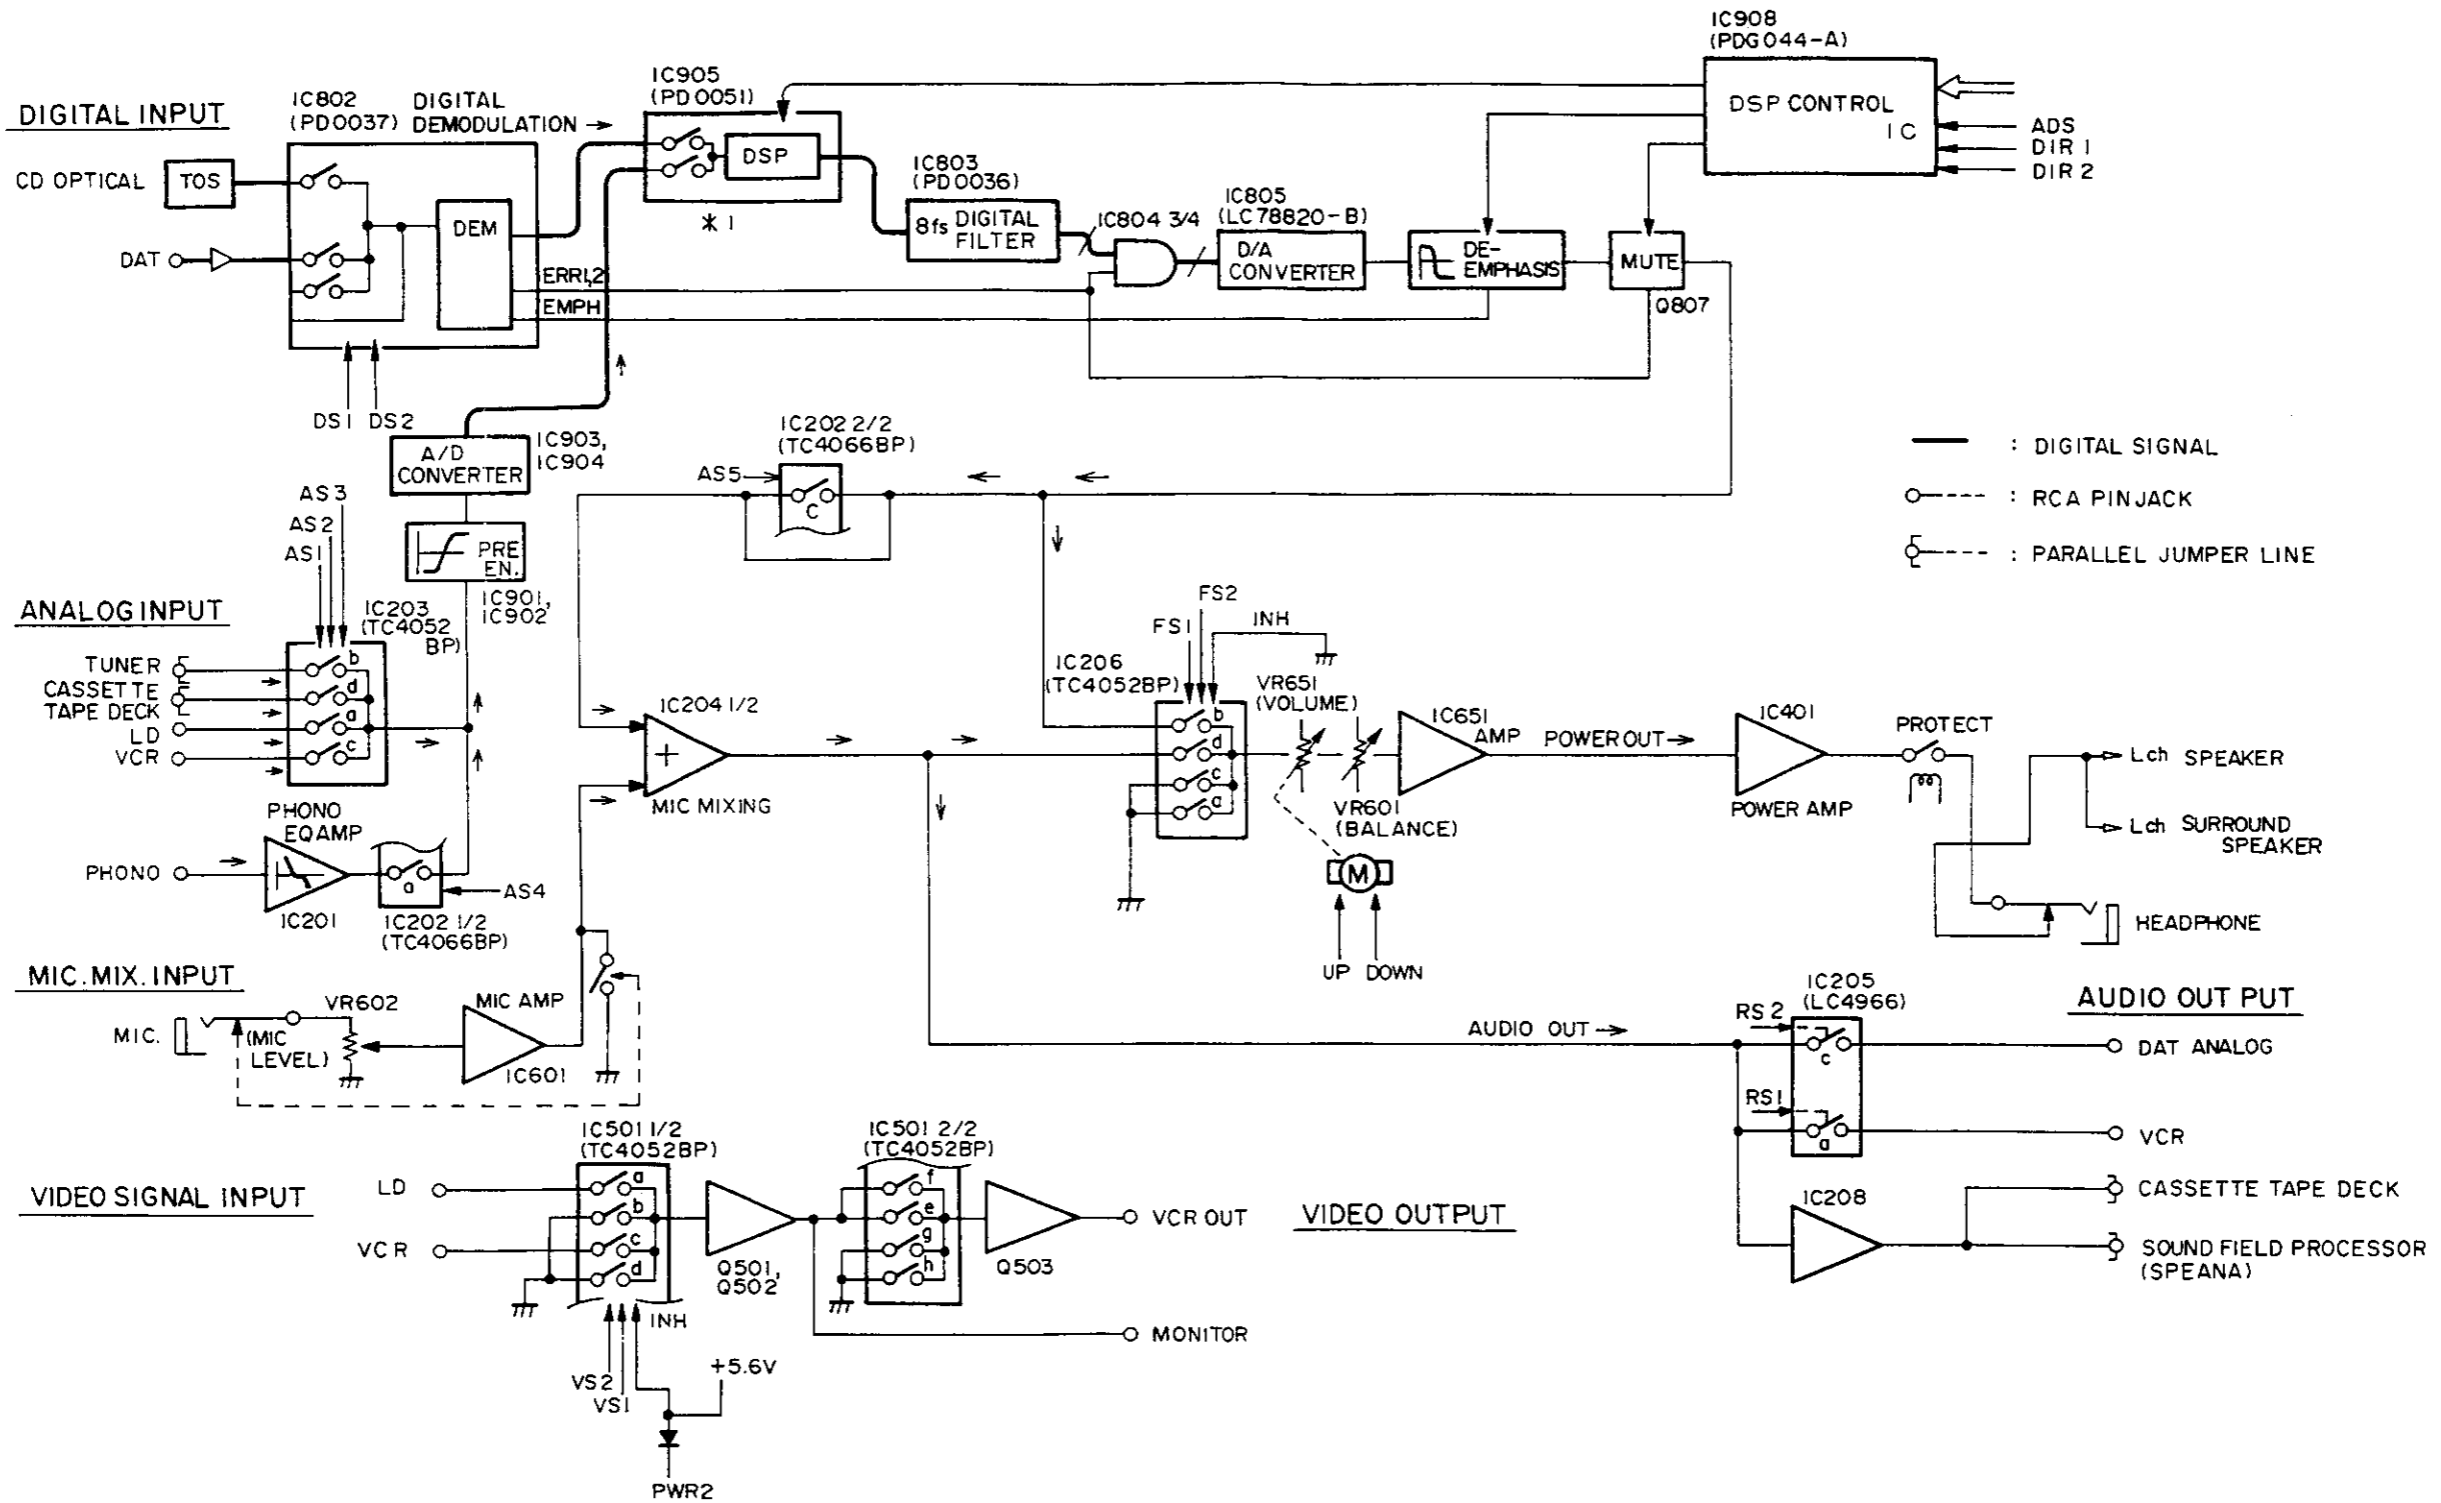 IC908
(PDG044-A)
DSP CONTROL
IC
ADS
DIR 1
DIR 2
IC905
(PD0051)
DSP
* 1
DIGITAL INPUT
IC802
(PD0037)
DIGITAL
DEMODULATION →
CD OPTICAL
TOS
DAT
DEM
ERR1,2
EMPH
DS1
DS2
IC803
(PD0036)
8fs DIGITAL
FILTER
IC804 3/4
IC805
(LC78820-B)
D/A
CONVERTER
DE-
EMPHASIS
MUTE
Q807
A/D
CONVERTER
IC903,
IC904
IC202 2/2
(TC4066BP)
AS5
C
: DIGITAL SIGNAL
: RCA PINJACK
: PARALLEL JUMPER LINE
AS3
AS2
AS1
PRE
EN.
IC901,
IC902
ANALOG INPUT
IC203
(TC4052
BP)
TUNER
CASSETTE
TAPE DECK
LD
VCR
b
d
a
c
PHONO
EQAMP
PHONO
IC201
a
AS4
IC202 1/2
(TC4066BP)
IC204 1/2
+
MIC MIXING
FS2
FS1
INH
IC206
(TC4052BP)
b
d
c
a
VR651
(VOLUME)
VR601
(BALANCE)
M
UP
DOWN
IC651
AMP
POWER OUT→
IC401
POWER AMP
PROTECT
Lch SPEAKER
Lch SURROUND
SPEAKER
HEADPHONE
MIC. MIX. INPUT
VR602
MIC.
(MIC
LEVEL)
MIC AMP
IC601
AUDIO OUT→
IC205
(LC4966)
AUDIO OUT PUT
RS2
c
DAT ANALOG
RS1
a
VCR
IC208
CASSETTE TAPE DECK
SOUND FIELD PROCESSOR
(SPEANA)
VIDEO SIGNAL INPUT
LD
VCR
IC501 1/2
(TC4052BP)
a
b
c
d
INH
VS2
VS1
+5.6V
PWR2
Q501,
Q502
IC501 2/2
(TC4052BP)
f
e
g
h
Q503
VCR OUT
MONITOR
VIDEO OUTPUT